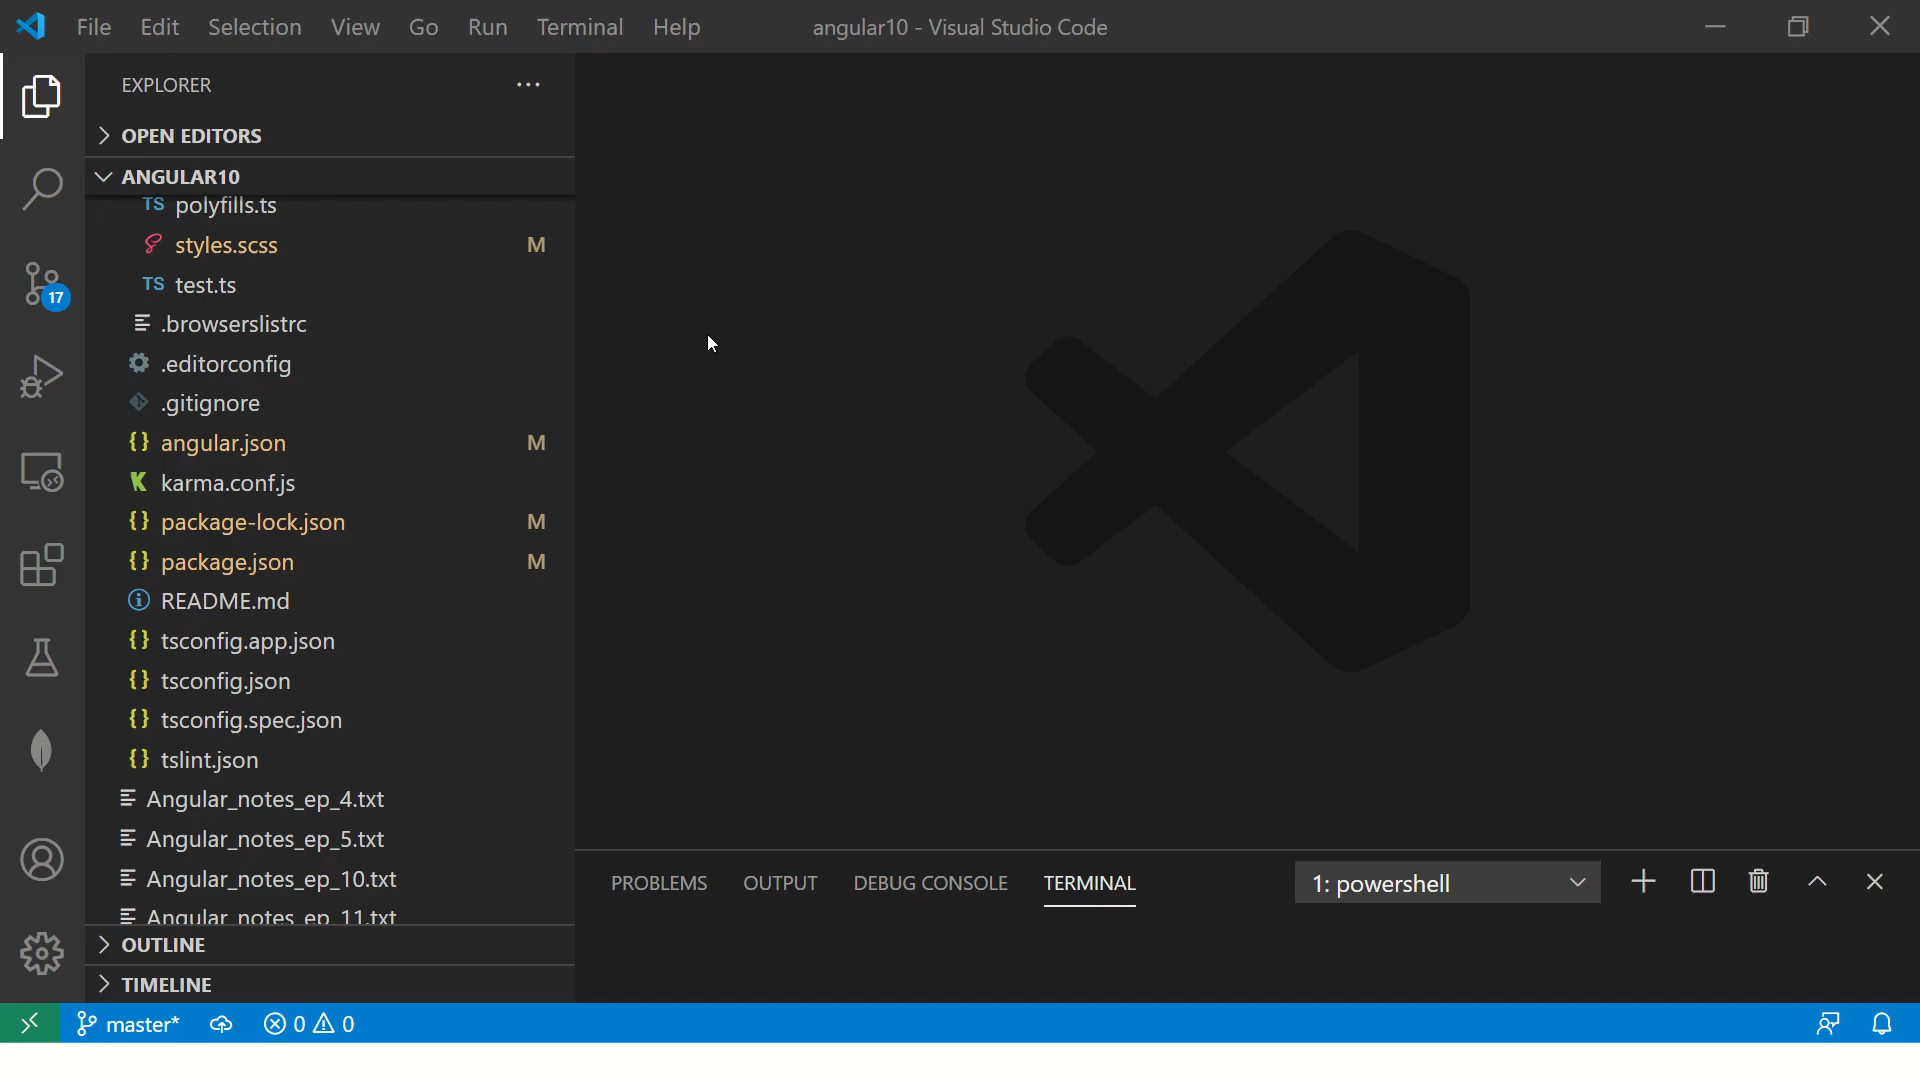 File Edit Selection View Go Run Terminal Help angular10 - Visual Studio Code
EXPLORER
OPEN EDITORS
ANGULAR10
TS polyfills.ts
styles.scss M
TS test.ts
17
.browserslistrc
.editorconfig
.gitignore
{} angular.json M
karma.conf.js
{} package-lock.json M
{} package.json M
README.md
{} tsconfig.app.json
{} tsconfig.json
{} tsconfig.spec.json
{} tslint.json
Angular_notes_ep_4.txt
Angular_notes_ep_5.txt
Angular_notes_ep_10.txt
Angular_notes_ep_11.txt
OUTLINE
TIMELINE
PROBLEMS OUTPUT DEBUG CONSOLE TERMINAL 1: powershell
master* 0 0